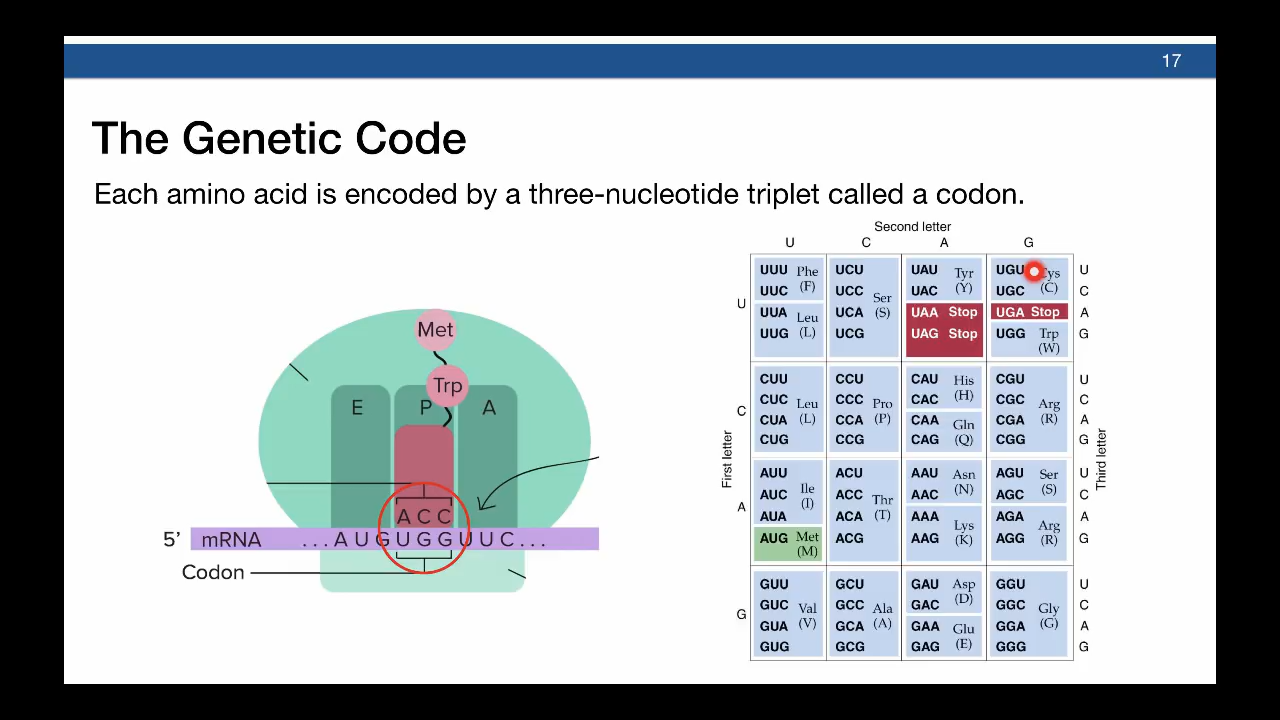 17
The Genetic Code
Each amino acid is encoded by a three-nucleotide triplet called a codon.
Met
Trp
E P A
A C C
5' mRNA ...A U G U G G U U C...
Codon
Second letter
U C A G
First letter
Third letter
U
UUU Phe
UUC (F)
UUA Leu
UUG (L)
UCU
UCC
UCA
UCG
Ser
(S)
UAU Tyr
UAC (Y)
UAA Stop
UAG Stop
UGU
UGC (C)
UGA Stop
UGG Trp
(W)
U
C
A
G
C
CUU
CUC
CUA
CUG
Leu
(L)
CCU
CCC
CCA
CCG
Pro
(P)
CAU His
CAC (H)
CAA Gln
CAG (Q)
CGU
CGC
CGA
CGG
Arg
(R)
U
C
A
G
A
AUU
AUC
AUA
Ile
(I)
AUG Met
(M)
ACU
ACC
ACA
ACG
Thr
(T)
AAU Asn
AAC (N)
AAA Lys
AAG (K)
AGU Ser
AGC (S)
AGA Arg
AGG (R)
U
C
A
G
G
GUU
GUC
GUA
GUG
Val
(V)
GCU
GCC
GCA
GCG
Ala
(A)
GAU Asp
GAC (D)
GAA Glu
GAG (E)
GGU
GGC
GGA
GGG
Gly
(G)
U
C
A
G